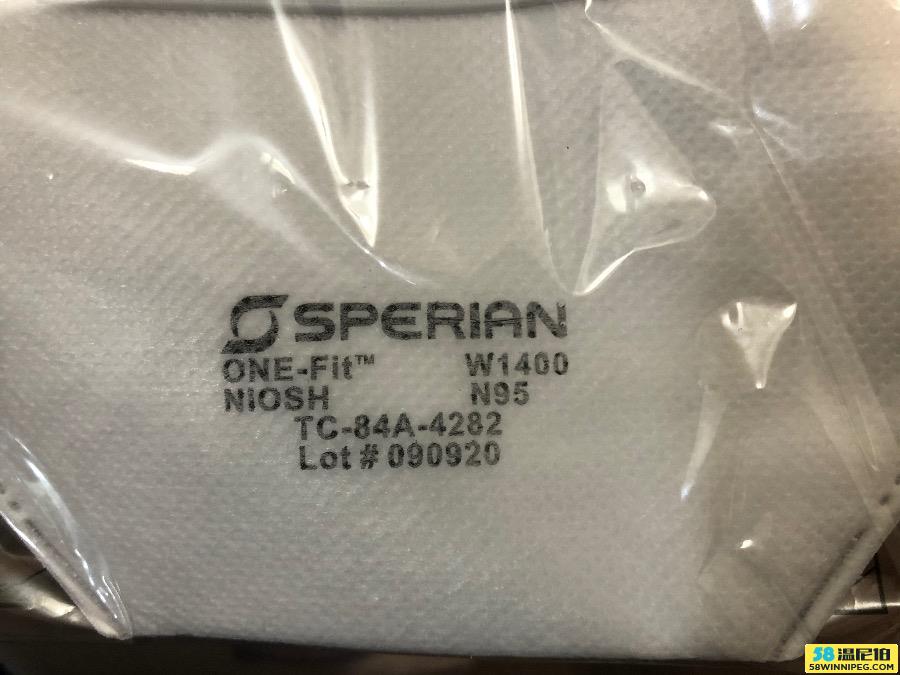 SPERIAN
ONE-Fit™ W1400
NIOSH N95
TC-84A-4282
Lot # 090920
58温尼伯
58WINNIPEG.COM